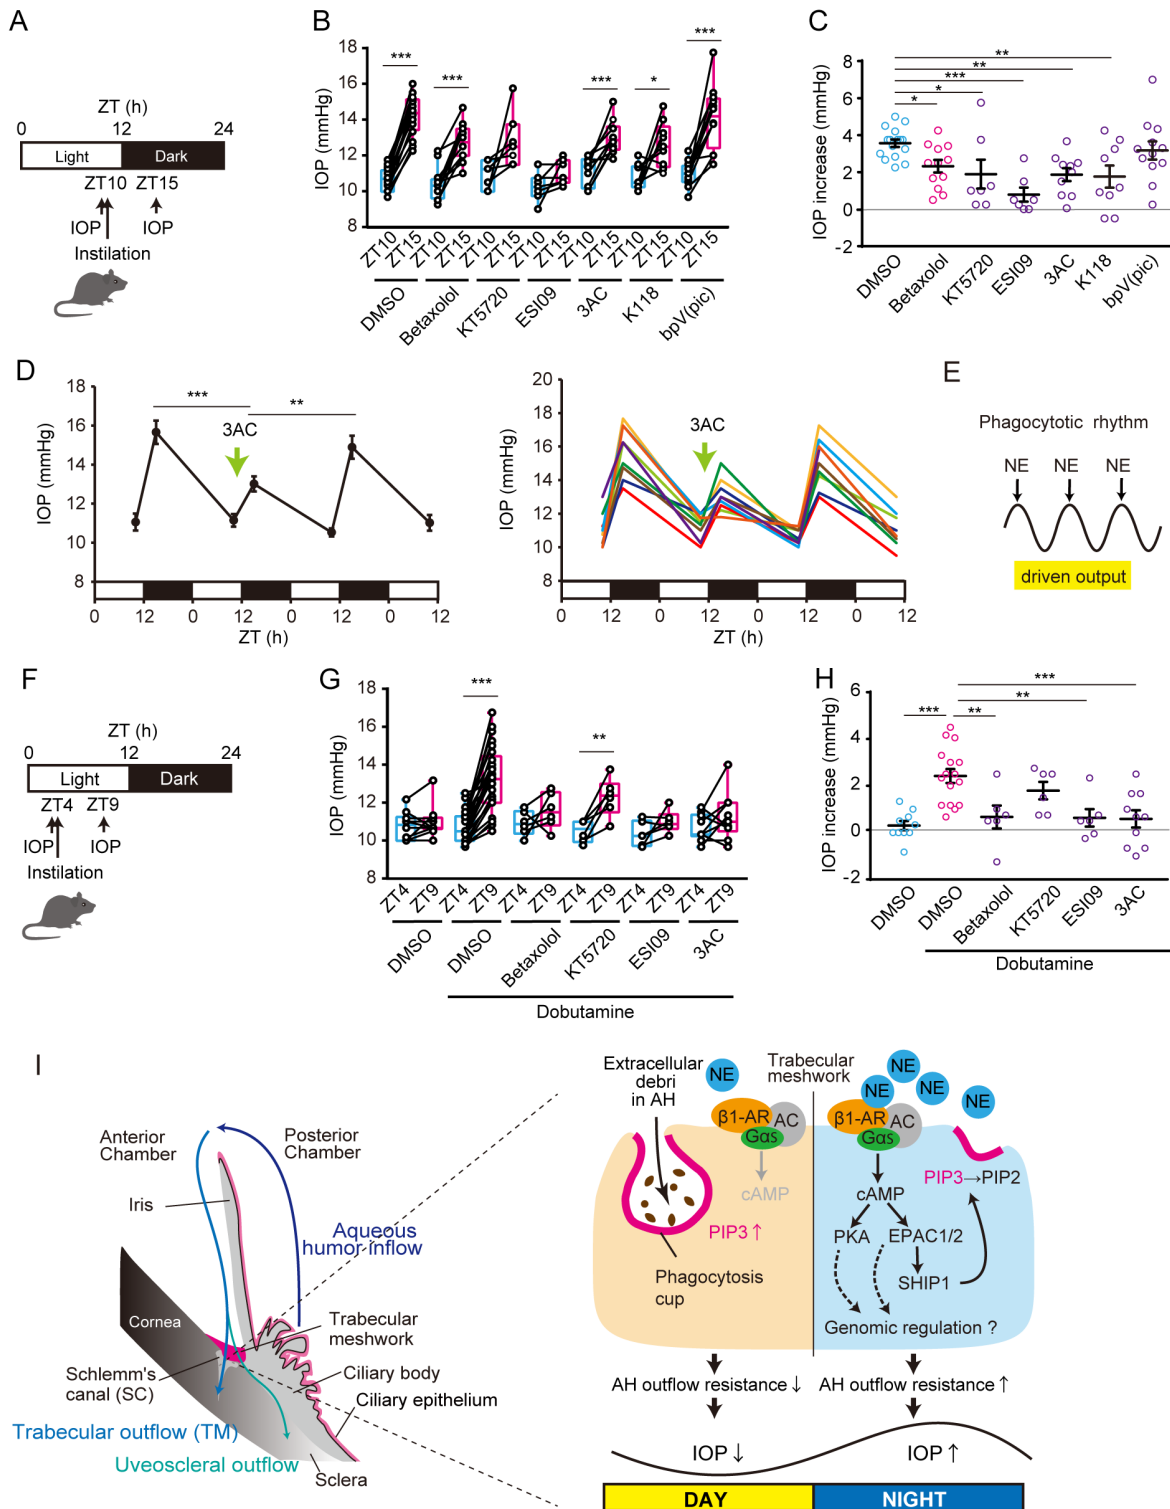 A
ZT (h)
0 12 24
Light Dark
ZT10 ZT15
IOP IOP
Instilation
B
IOP (mmHg)
18
16
14
12
10
8
*** *** *** * ***
ZT10 ZT15 ZT10 ZT15 ZT10 ZT15 ZT10 ZT15 ZT10 ZT15 ZT10 ZT15 ZT10 ZT15
DMSO Betaxolol KT5720 ESI09 3AC K118 bpV(pic)
C
IOP increase (mmHg)
8
6
4
2
0
-2
**
**
***
*
*
DMSO Betaxolol KT5720 ESI09 3AC K118 bpV(pic)
D
IOP (mmHg)
18
16
14
12
10
8
*** **
3AC
0 12 0 12 0 12 0 12
ZT (h)
IOP (mmHg)
20
18
16
14
12
10
8
3AC
0 12 0 12 0 12 0 12
ZT (h)
E
Phagocytotic rhythm
NE NE NE
driven output
F
ZT (h)
0 12 24
Light Dark
ZT4 ZT9
IOP IOP
Instilation
G
IOP (mmHg)
18
16
14
12
10
8
*** **
ZT4 ZT9 ZT4 ZT9 ZT4 ZT9 ZT4 ZT9 ZT4 ZT9 ZT4 ZT9
DMSO DMSO Betaxolol KT5720 ESI09 3AC
Dobutamine
H
IOP increase (mmHg)
6
4
2
0
-2
***
**
*** **
DMSO DMSO Betaxolol KT5720 ESI09 3AC
Dobutamine
I
Anterior
Chamber
Posterior
Chamber
Iris
Aqueous
humor inflow
Cornea
Trabecular
meshwork
Schlemm's
canal (SC)
Ciliary body
Ciliary epithelium
Trabecular outflow (TM)
Uveoscleral outflow
Sclera
Extracellular
debri
in AH
NE
Trabecular
meshwork
NE
NE
NE
NE
β1-AR AC
Gαs
cAMP
PIP3↑
Phagocytosis
cup
β1-AR AC
Gαs
cAMP
PIP3→PIP2
PKA EPAC1/2
SHIP1
Genomic regulation ?
AH outflow resistance↓ AH outflow resistance↑
IOP↓ IOP↑
DAY NIGHT